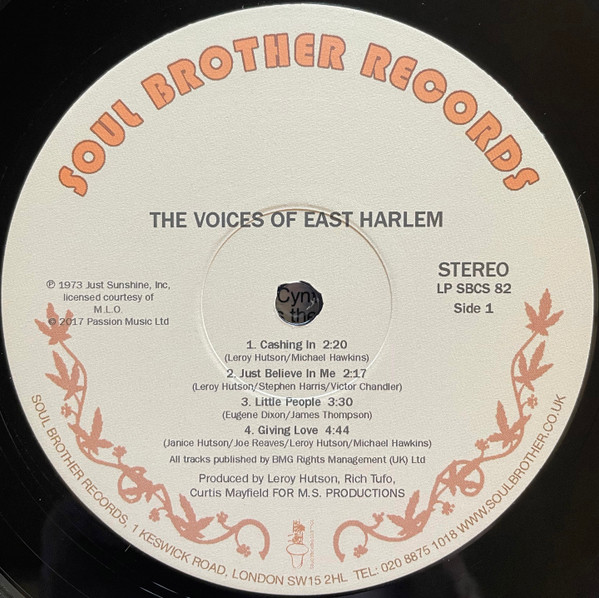 SOUL BROTHER RECORDS
THE VOICES OF EAST HARLEM
℗ 1973 Just Sunshine, Inc,
licensed courtesy of
M.L.O.
© 2017 Passion Music Ltd
STEREO
LP SBCS 82
Side 1
Cyn
s the
1. Cashing In 2:20
(Leroy Hutson/Michael Hawkins)
2. Just Believe In Me 2:17
(Leroy Hutson/Stephen Harris/Victor Chandler)
3. Little People 3:30
(Eugene Dixon/James Thompson)
4. Giving Love 4:44
(Janice Hutson/Joe Reaves/Leroy Hutson/Michael Hawkins)
All tracks published by BMG Rights Management (UK) Ltd
Produced by Leroy Hutson, Rich Tufo,
Curtis Mayfield FOR M.S. PRODUCTIONS
SOUL BROTHER RECORDS, 1 KESWICK ROAD, LONDON SW15 2HL TEL: 020 8875 1018 WWW.SOULBROTHER.CO.UK